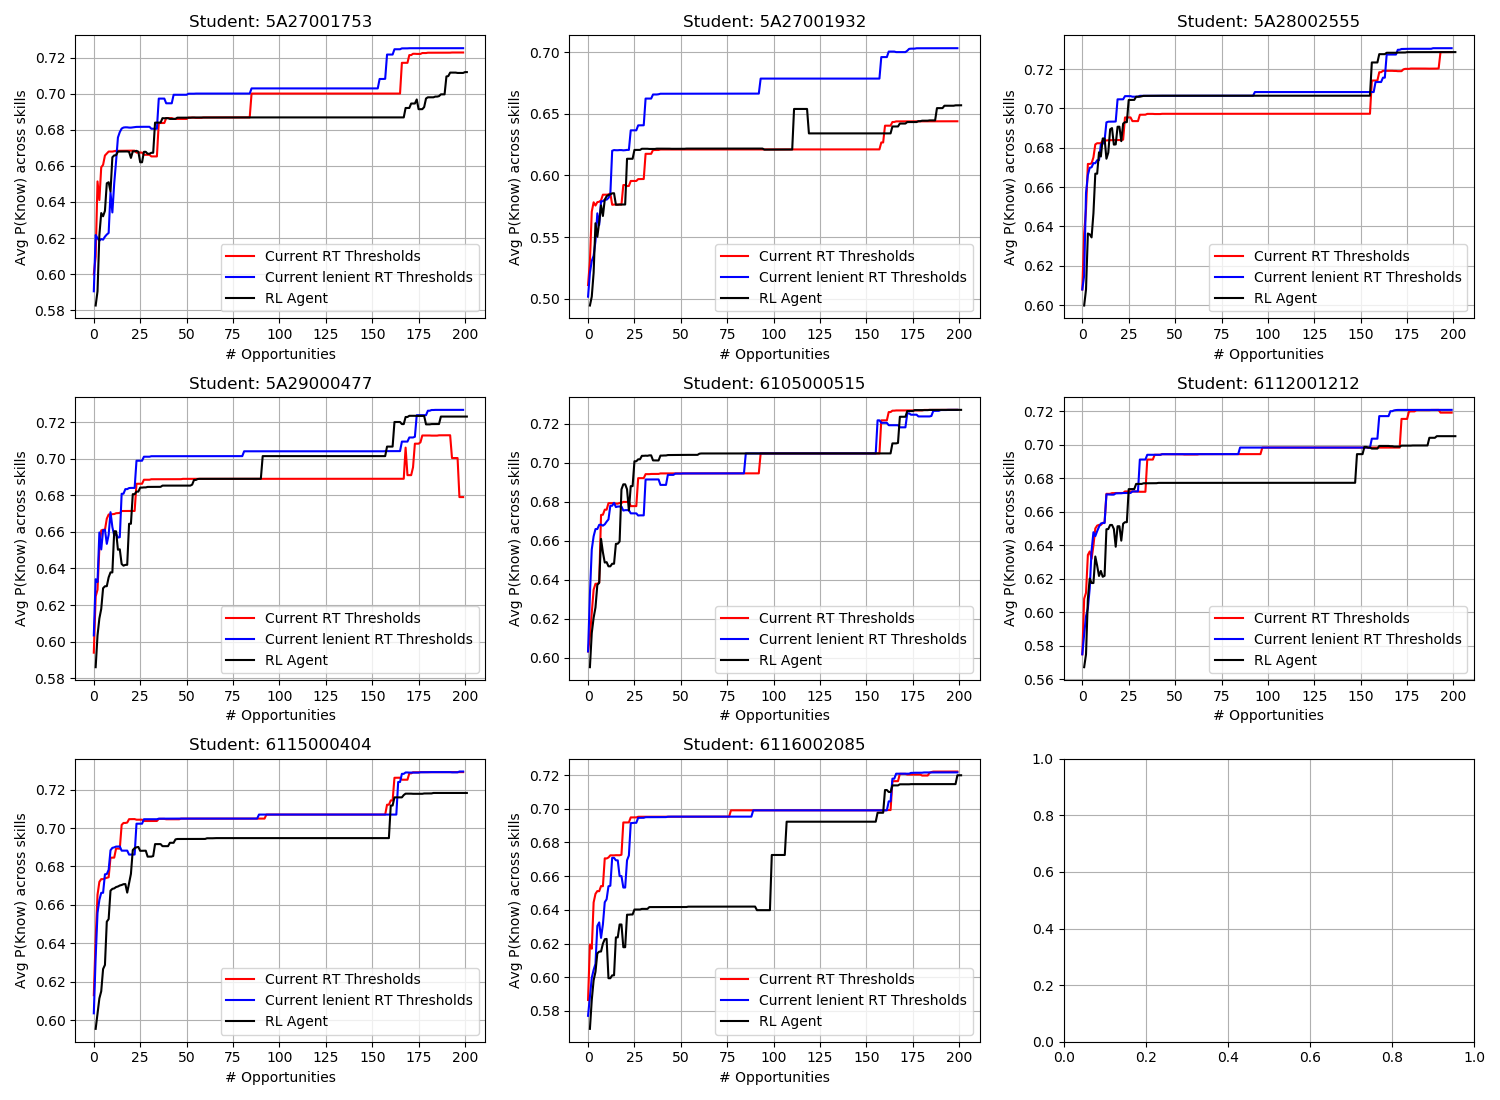 Student: 5A27001753
Avg P(Know) across skills
0.72
0.70
0.68
0.66
0.64
0.62
0.60
0.58
Current RT Thresholds
Current lenient RT Thresholds
RL Agent
0 25 50 75 100 125 150 175 200
# Opportunities
Student: 5A27001932
Avg P(Know) across skills
0.70
0.65
0.60
0.55
0.50
Current RT Thresholds
Current lenient RT Thresholds
RL Agent
0 25 50 75 100 125 150 175 200
# Opportunities
Student: 5A28002555
Avg P(Know) across skills
0.72
0.70
0.68
0.66
0.64
0.62
0.60
Current RT Thresholds
Current lenient RT Thresholds
RL Agent
0 25 50 75 100 125 150 175 200
# Opportunities
Student: 5A29000477
Avg P(Know) across skills
0.72
0.70
0.68
0.66
0.64
0.62
0.60
0.58
Current RT Thresholds
Current lenient RT Thresholds
RL Agent
0 25 50 75 100 125 150 175 200
# Opportunities
Student: 6105000515
Avg P(Know) across skills
0.72
0.70
0.68
0.66
0.64
0.62
0.60
Current RT Thresholds
Current lenient RT Thresholds
RL Agent
0 25 50 75 100 125 150 175 200
# Opportunities
Student: 6112001212
Avg P(Know) across skills
0.72
0.70
0.68
0.66
0.64
0.62
0.60
0.58
0.56
Current RT Thresholds
Current lenient RT Thresholds
RL Agent
0 25 50 75 100 125 150 175 200
# Opportunities
Student: 6115000404
Avg P(Know) across skills
0.72
0.70
0.68
0.66
0.64
0.62
0.60
Current RT Thresholds
Current lenient RT Thresholds
RL Agent
0 25 50 75 100 125 150 175 200
# Opportunities
Student: 6116002085
Avg P(Know) across skills
0.72
0.70
0.68
0.66
0.64
0.62
0.60
0.58
Current RT Thresholds
Current lenient RT Thresholds
RL Agent
0 25 50 75 100 125 150 175 200
# Opportunities
1.0
0.8
0.6
0.4
0.2
0.0
0.0 0.2 0.4 0.6 0.8 1.0